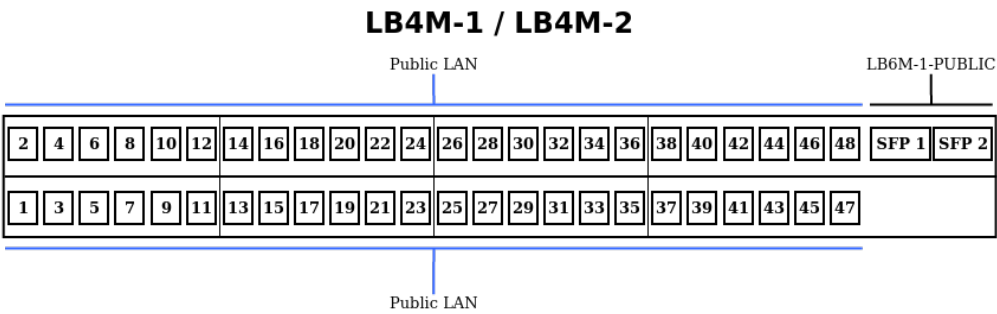 LB4M-1 / LB4M-2
Public LAN LB6M-1-PUBLIC
2 4 6 8 10 12 14 16 18 20 22 24 26 28 30 32 34 36 38 40 42 44 46 48 SFP 1 SFP 2
1 3 5 7 9 11 13 15 17 19 21 23 25 27 29 31 33 35 37 39 41 43 45 47
Public LAN